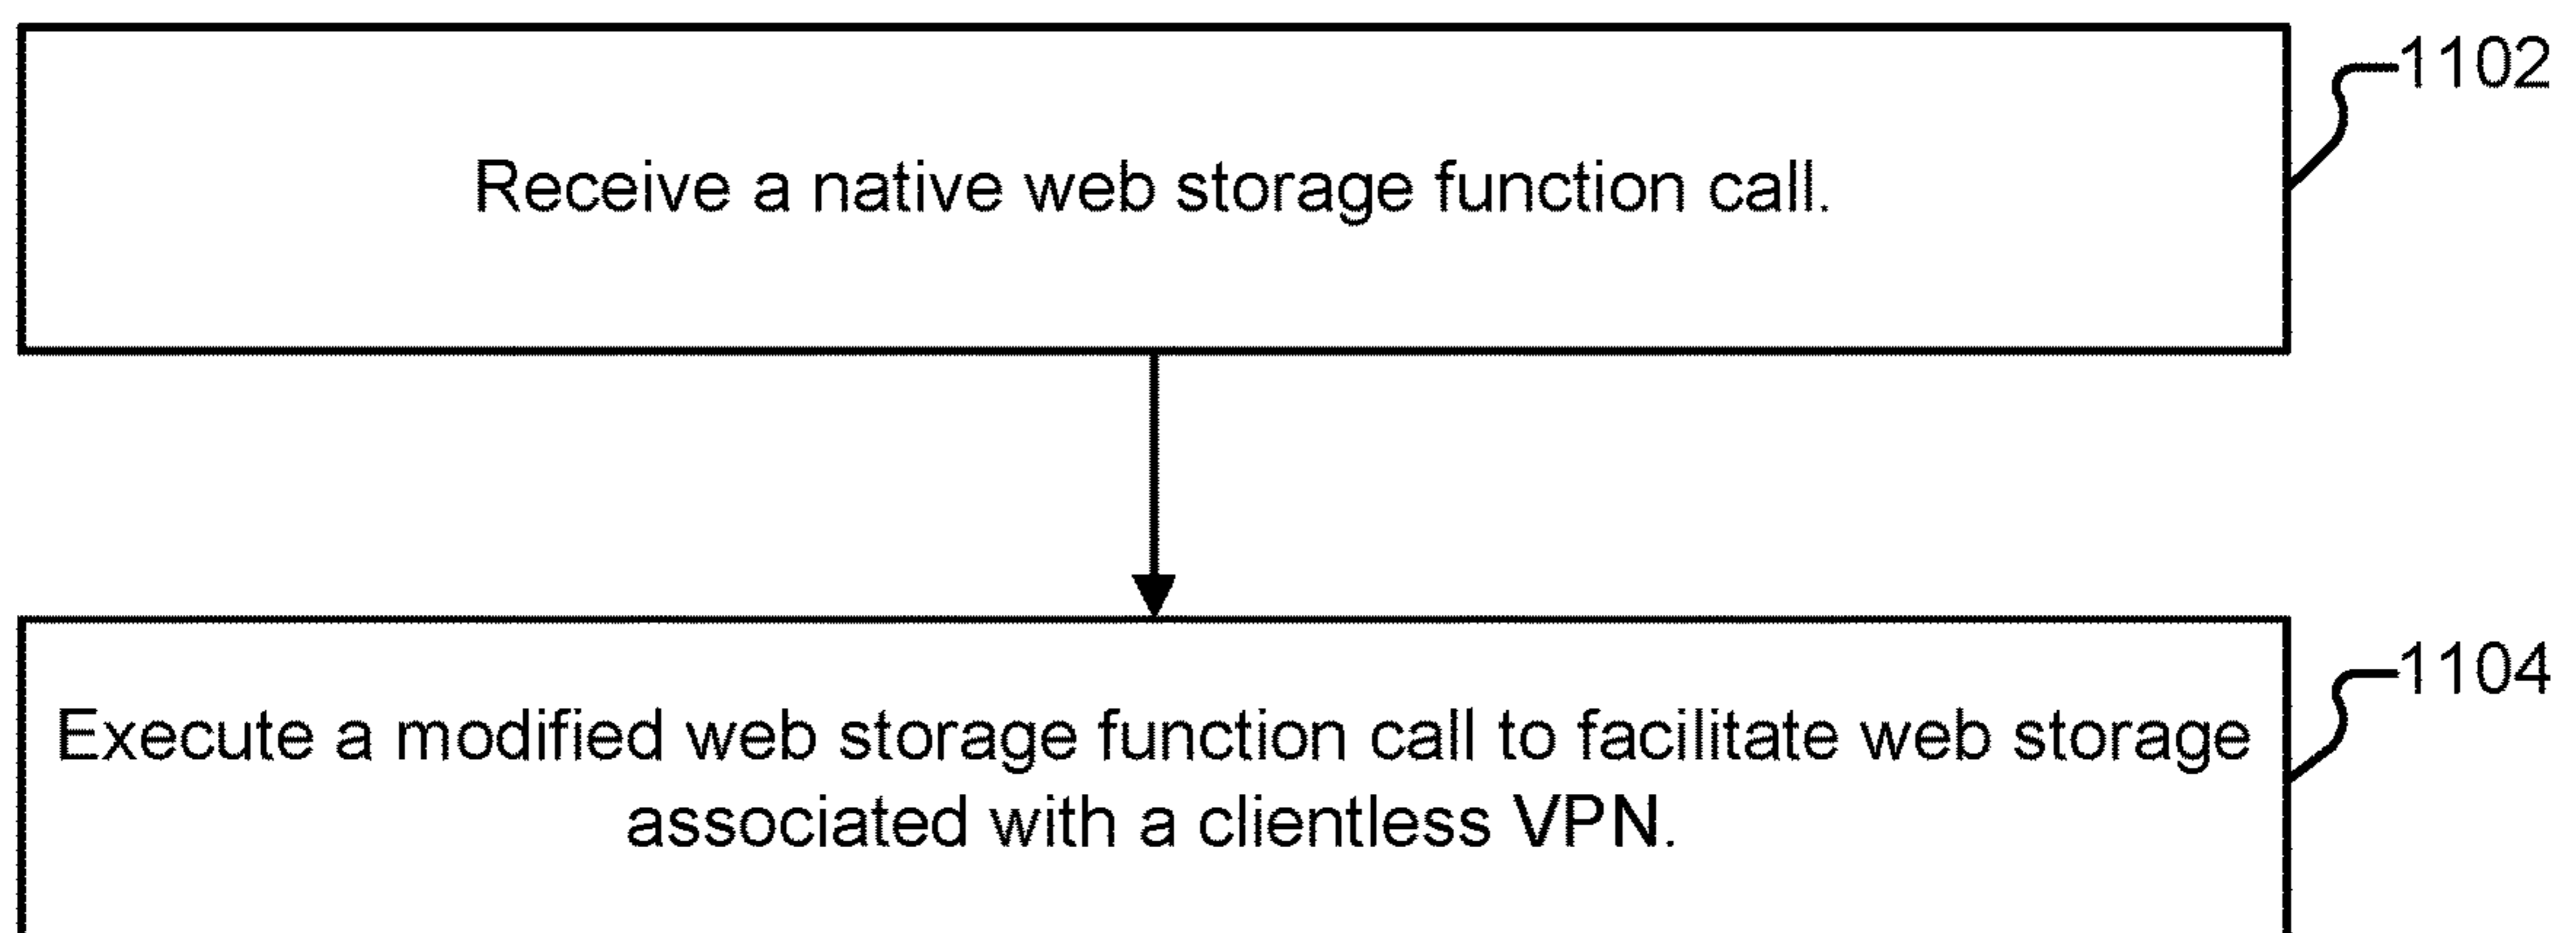 1102
Receive a native web storage function call.
1104
Execute a modified web storage function call to facilitate web storage
associated with a clientless VPN.